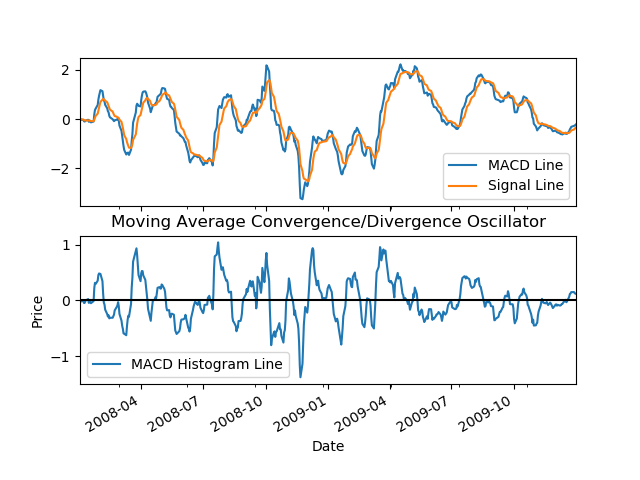 2
0
−2
MACD Line
Signal Line
Moving Average Convergence/Divergence Oscillator
1
0
−1
Price
MACD Histogram Line
2008-04
2008-07
2008-10
2009-01
2009-04
2009-07
2009-10
Date